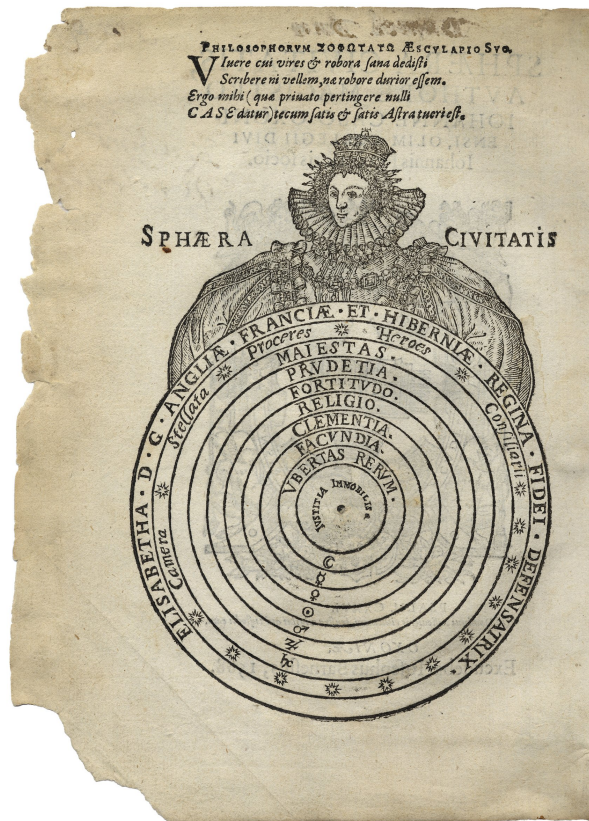 PHILOSOPHORVM ΣΟΦΩΤΑΤΩ ÆSCVLAPIO SVO.
VIuere cui vires & robora sana dedisti
Scribere ni vellem, næ robore durior essem.
Ergo mihi ( quæ priuato pertingere nulli
CASE datur) tecum satis & satis Astra tueri est.
SPHÆRA CIVITATIS
ELISABETHA · D · G · ANGLIÆ · FRANCIÆ · ET · HIBERNIÆ · REGINA · FIDEI · DEFENSATRIX ·
Camera Stellata Proceres Heroes Consiliarii
MAIESTAS.
PRVDETIA.
FORTITVDO.
RELIGIO.
CLEMENTIA.
FACVNDIA.
VBERTAS RERVM.
IVSTITIA IMMOBILIS
☾
☿
♀
☉
♂
♃
♄